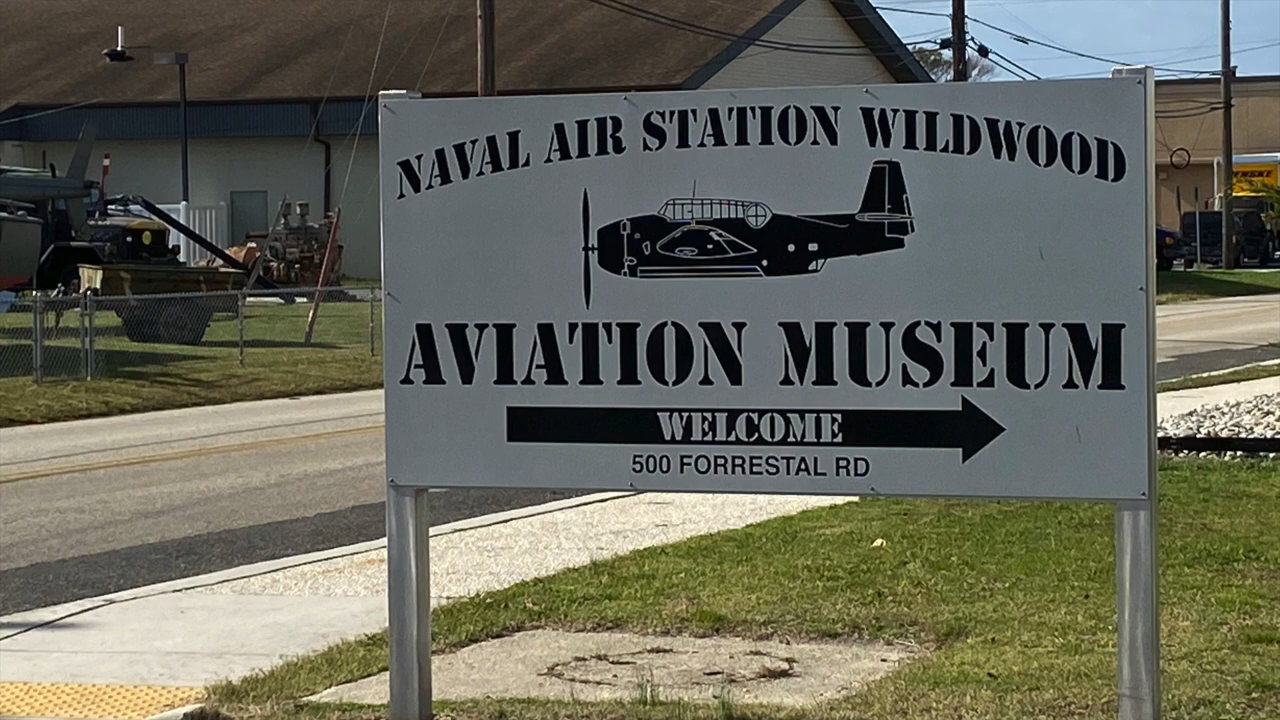 NAVAL AIR STATION WILDWOOD
AVIATION MUSEUM
WELCOME
500 FORRESTAL RD